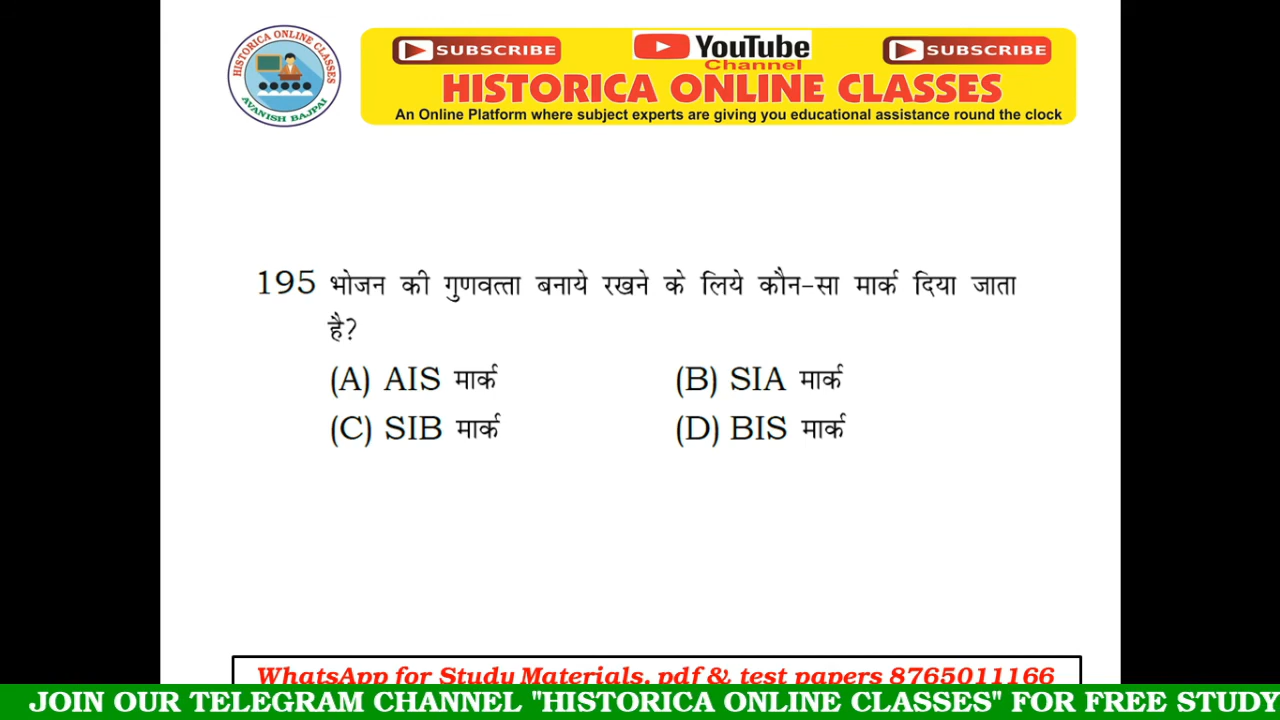 HISTORICA ONLINE CLASSES
AVANISH BAJPAI
SUBSCRIBE
YouTube
SUBSCRIBE
Channel
HISTORICA ONLINE CLASSES
An Online Platform where subject experts are giving you educational assistance round the clock
195 भोजन की गुणवत्ता बनाये रखने के लिये कौन-सा मार्क दिया जाता
है?
(A) AIS मार्क (B) SIA मार्क
(C) SIB मार्क (D) BIS मार्क
WhatsApp for Study Materials, pdf & test papers 8765011166
JOIN OUR TELEGRAM CHANNEL "HISTORICA ONLINE CLASSES" FOR FREE STUDY